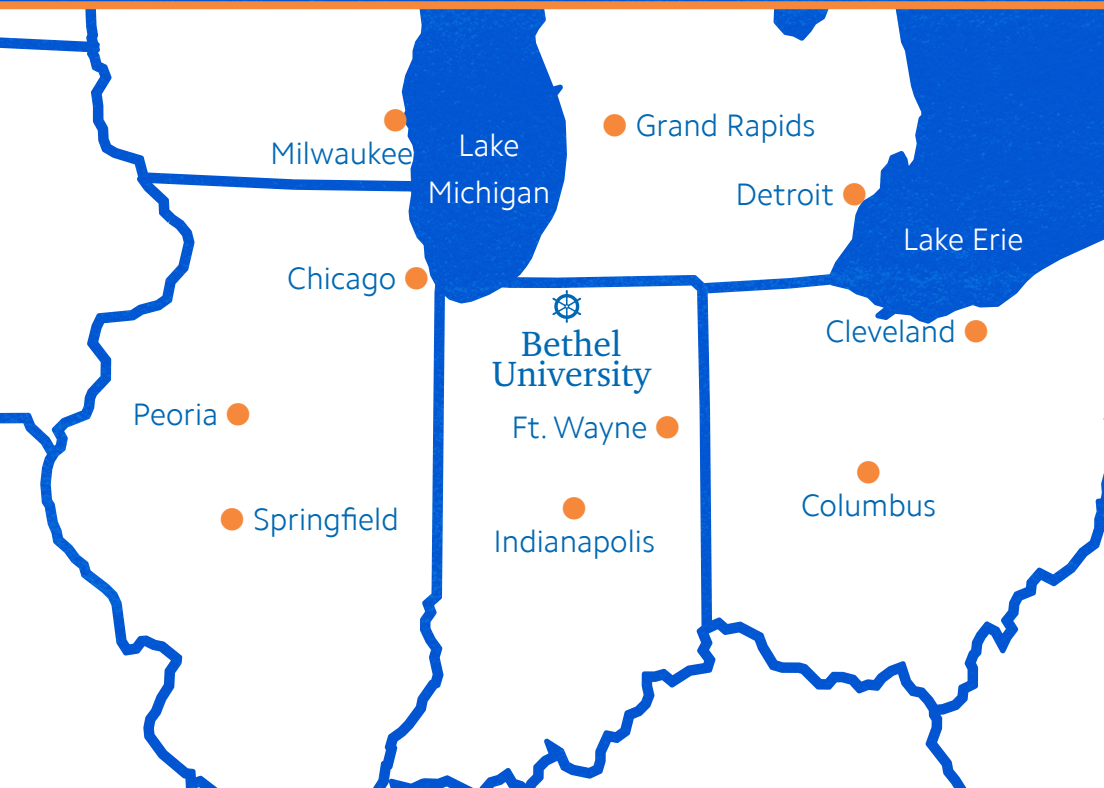 Grand Rapids
Milwaukee
Lake
Michigan
Detroit
Lake Erie
Chicago
Bethel
University
Cleveland
Peoria
Ft. Wayne
Columbus
Springfield
Indianapolis